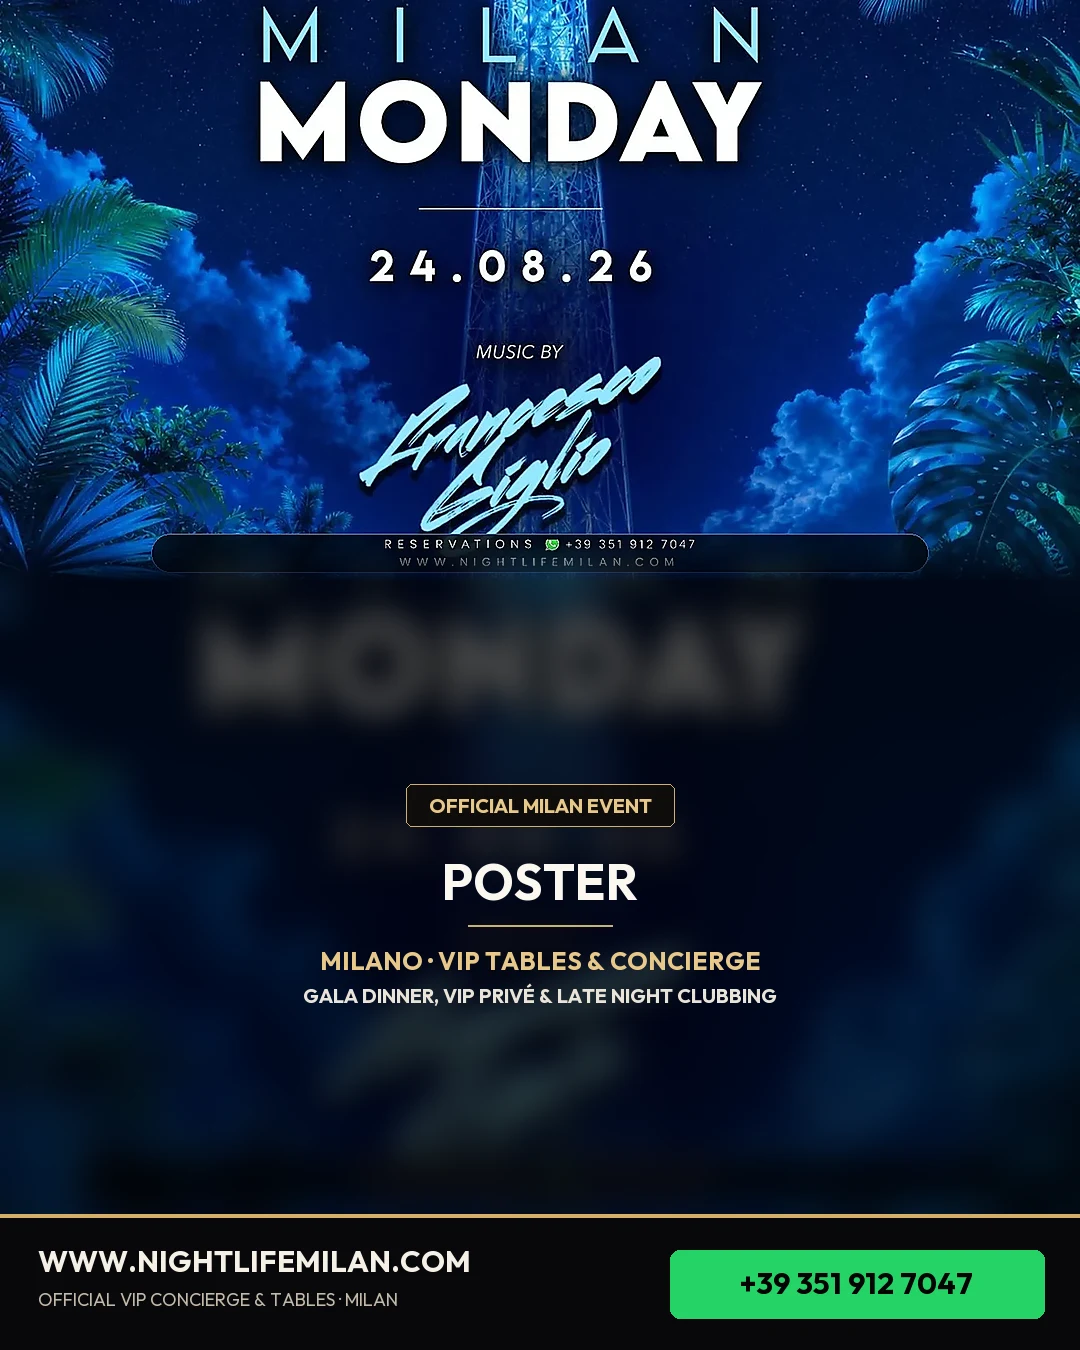 MILAN
MONDAY
24.08.26
MUSIC BY
Francesco
Giglio
RESERVATIONS +39 351 912 7047
WWW.NIGHTLIFEMILAN.COM
MONDAY
OFFICIAL MILAN EVENT
POSTER
MILANO · VIP TABLES & CONCIERGE
GALA DINNER, VIP PRIVÉ & LATE NIGHT CLUBBING
WWW.NIGHTLIFEMILAN.COM
+39 351 912 7047
OFFICIAL VIP CONCIERGE & TABLES · MILAN